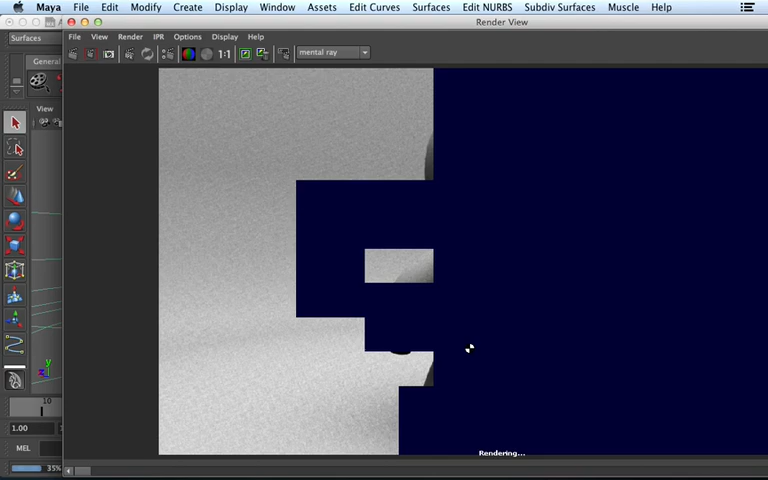 Maya File Edit Modify Create Display Window Assets Edit Curves Surfaces Edit NURBS Subdiv Surfaces Muscle Help
Render View
File View Render IPR Options Display Help
Surfaces
1:1
mental ray
General
View
y
z
10
1.00
MEL
35%
Rendering...